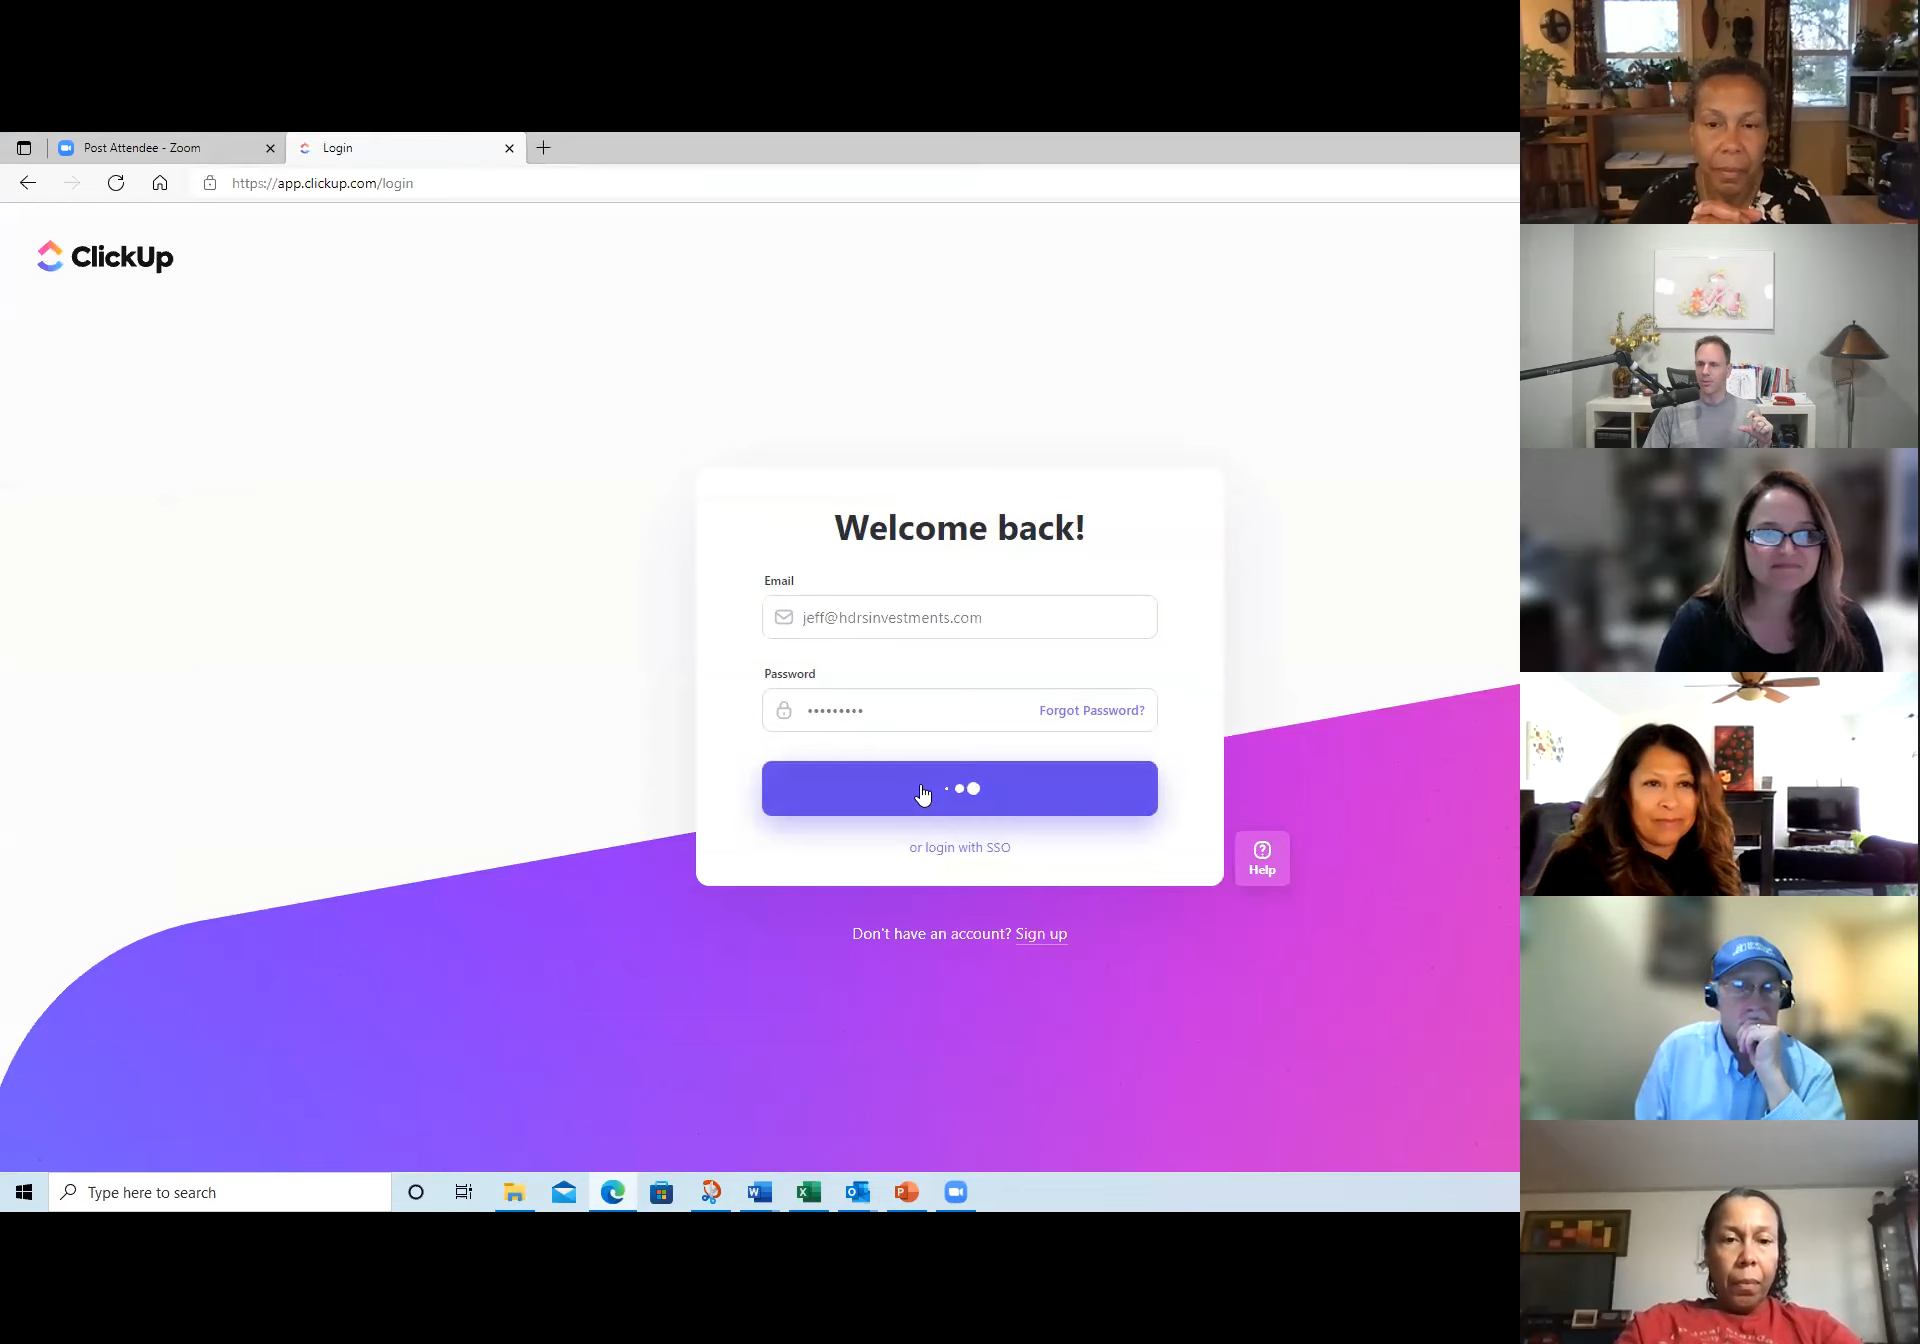 Post Attendee - Zoom
Login
https://app.clickup.com/login
ClickUp
Welcome back!
Email
jeff@hdrsinvestments.com
Password
•••••••••
Forgot Password?
or login with SSO
Help
Don't have an account? Sign up
Type here to search